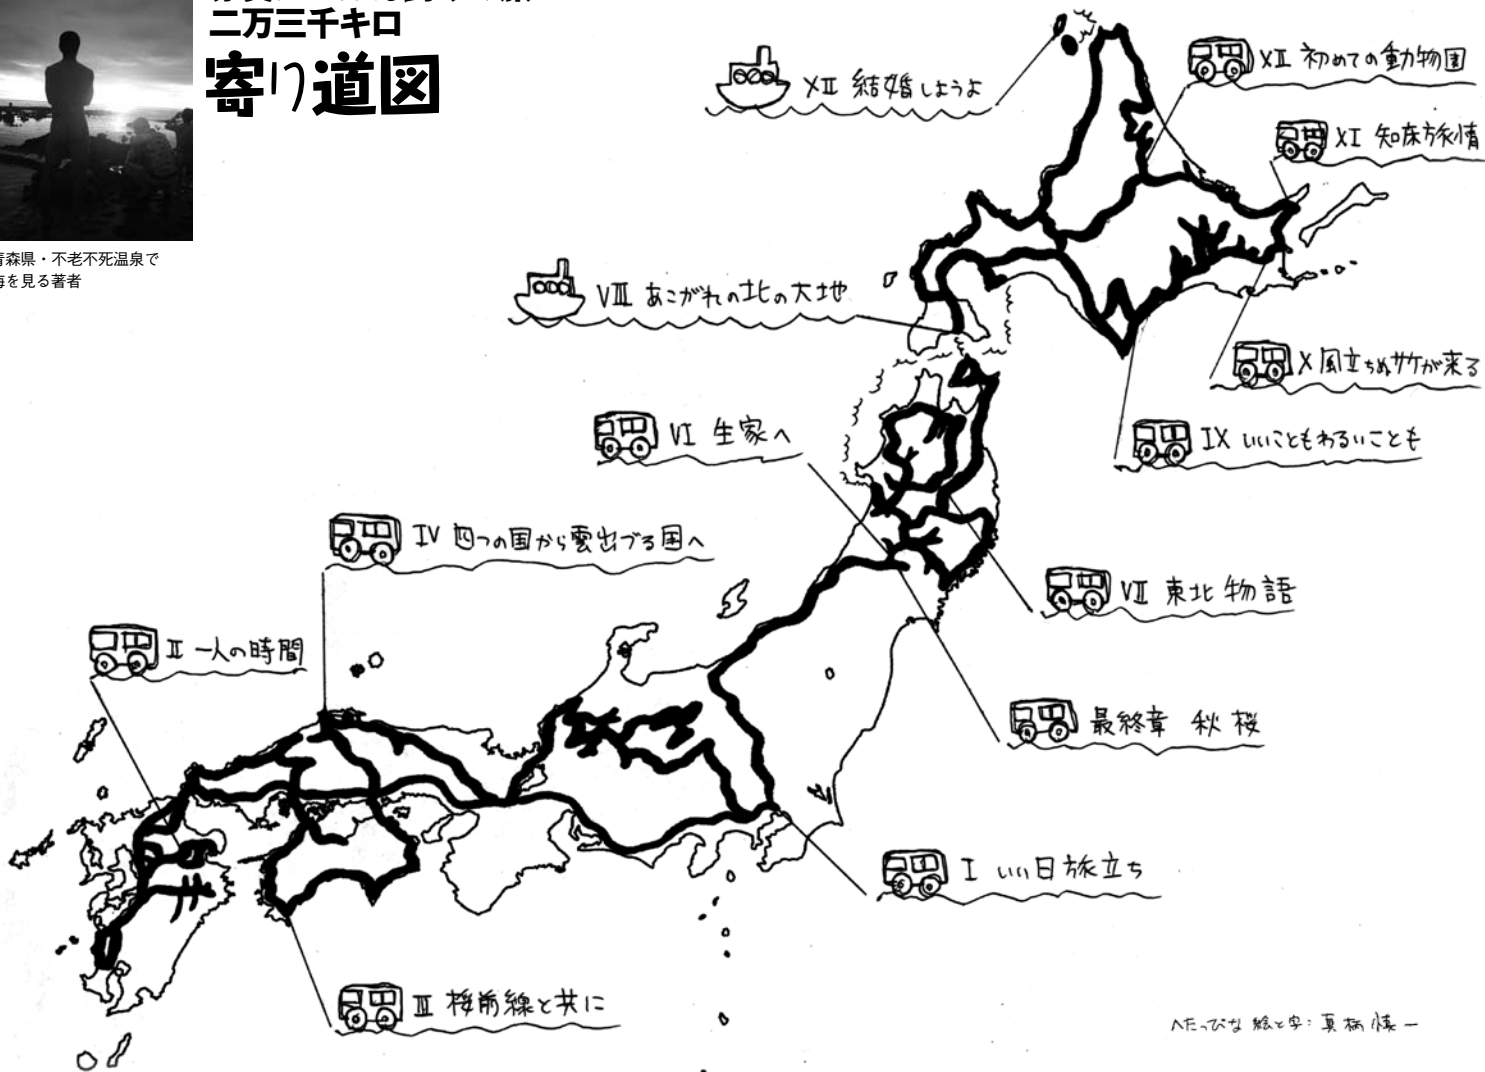 二万三千キロ
寄り道図
青森県・不老不死温泉で
海を見る著者
XII 結婚しようよ
XII 初めての動物園
XI 知床旅情
VIII あこがれの北の大地
X 風立ちぬサケが来る
VI 生家へ
IX いいこともわるいことも
IV 四つの国から雲出づる国へ
VII 東北物語
II 一人の時間
最終章 秋桜
I いい日旅立ち
III 桜前線と共に
へたっぴな絵と字：真柄慎一